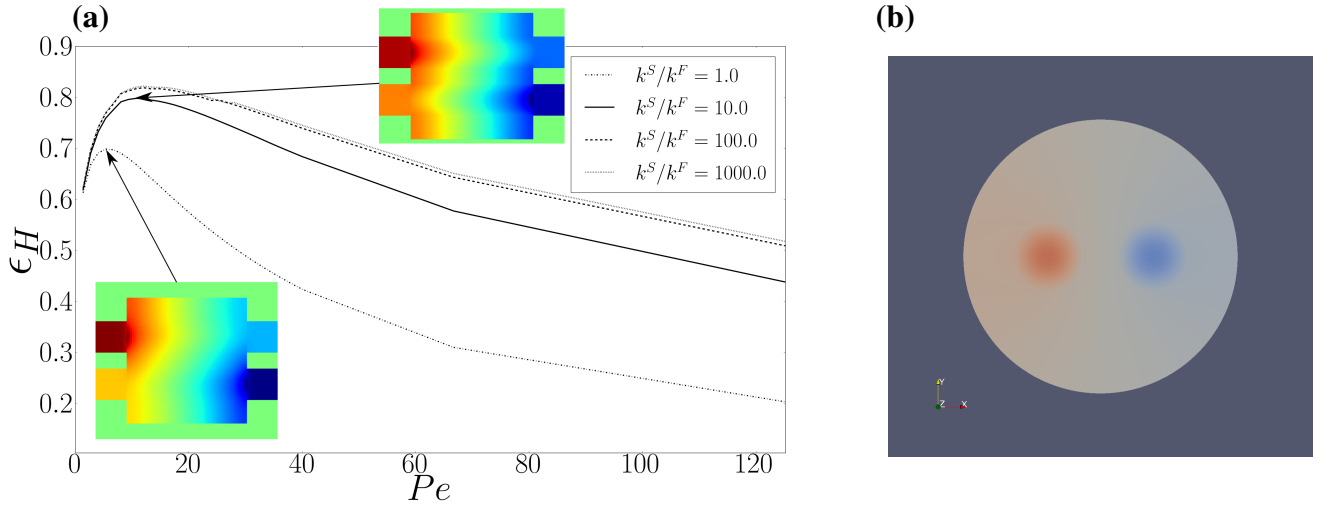 (a)
(b)
0.9
0.8
0.7
0.6
0.5
0.4
0.3
0.2
ϵ_H
0 20 40 60 80 100 120
Pe
k^S/k^F = 1.0
k^S/k^F = 10.0
k^S/k^F = 100.0
k^S/k^F = 1000.0
Y
Z X